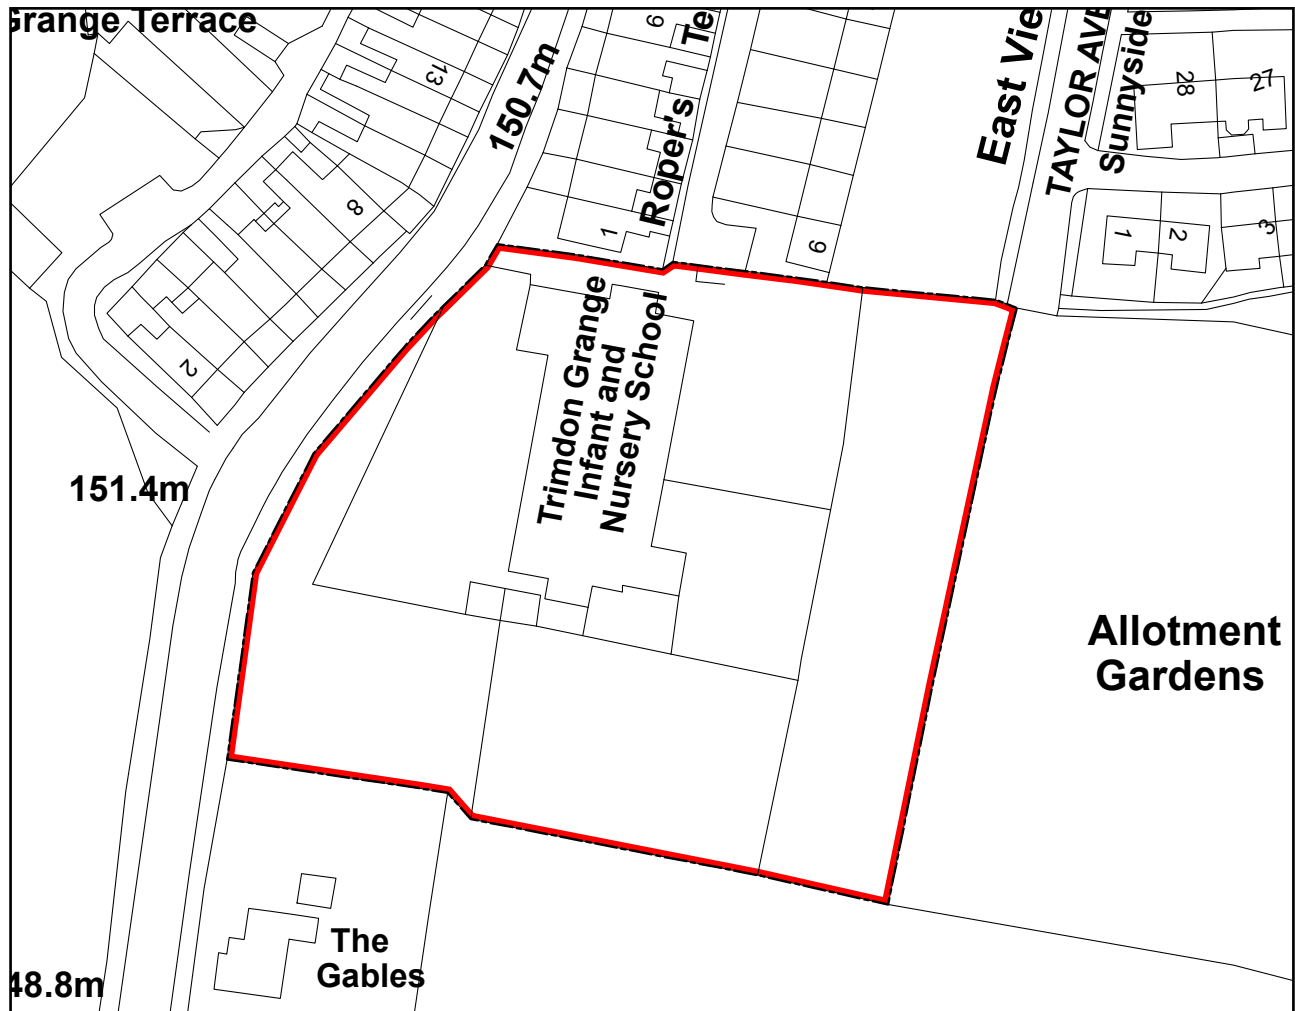 Grange Terrace
13
8
2
150.7m
9
Roper's Te
1
9
East Vie
TAYLOR AVE
Sunnyside
28
27
1
2
3
Trimdon Grange
Infant and
Nursery School
151.4m
Allotment
Gardens
The
Gables
48.8m